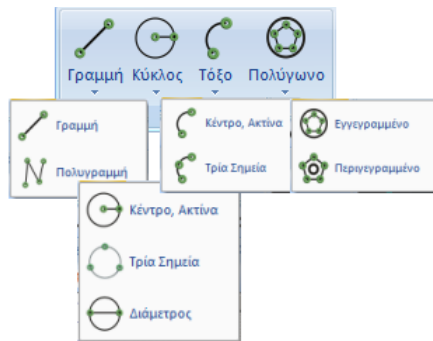 Γραμμή Κύκλος Τόξο Πολύγωνο
Γραμμή
Πολυγραμμή
Κέντρο, Ακτίνα
Τρία Σημεία
Εγγεγραμμένο
Περιγεγραμμένο
Κέντρο, Ακτίνα
Τρία Σημεία
Διάμετρος